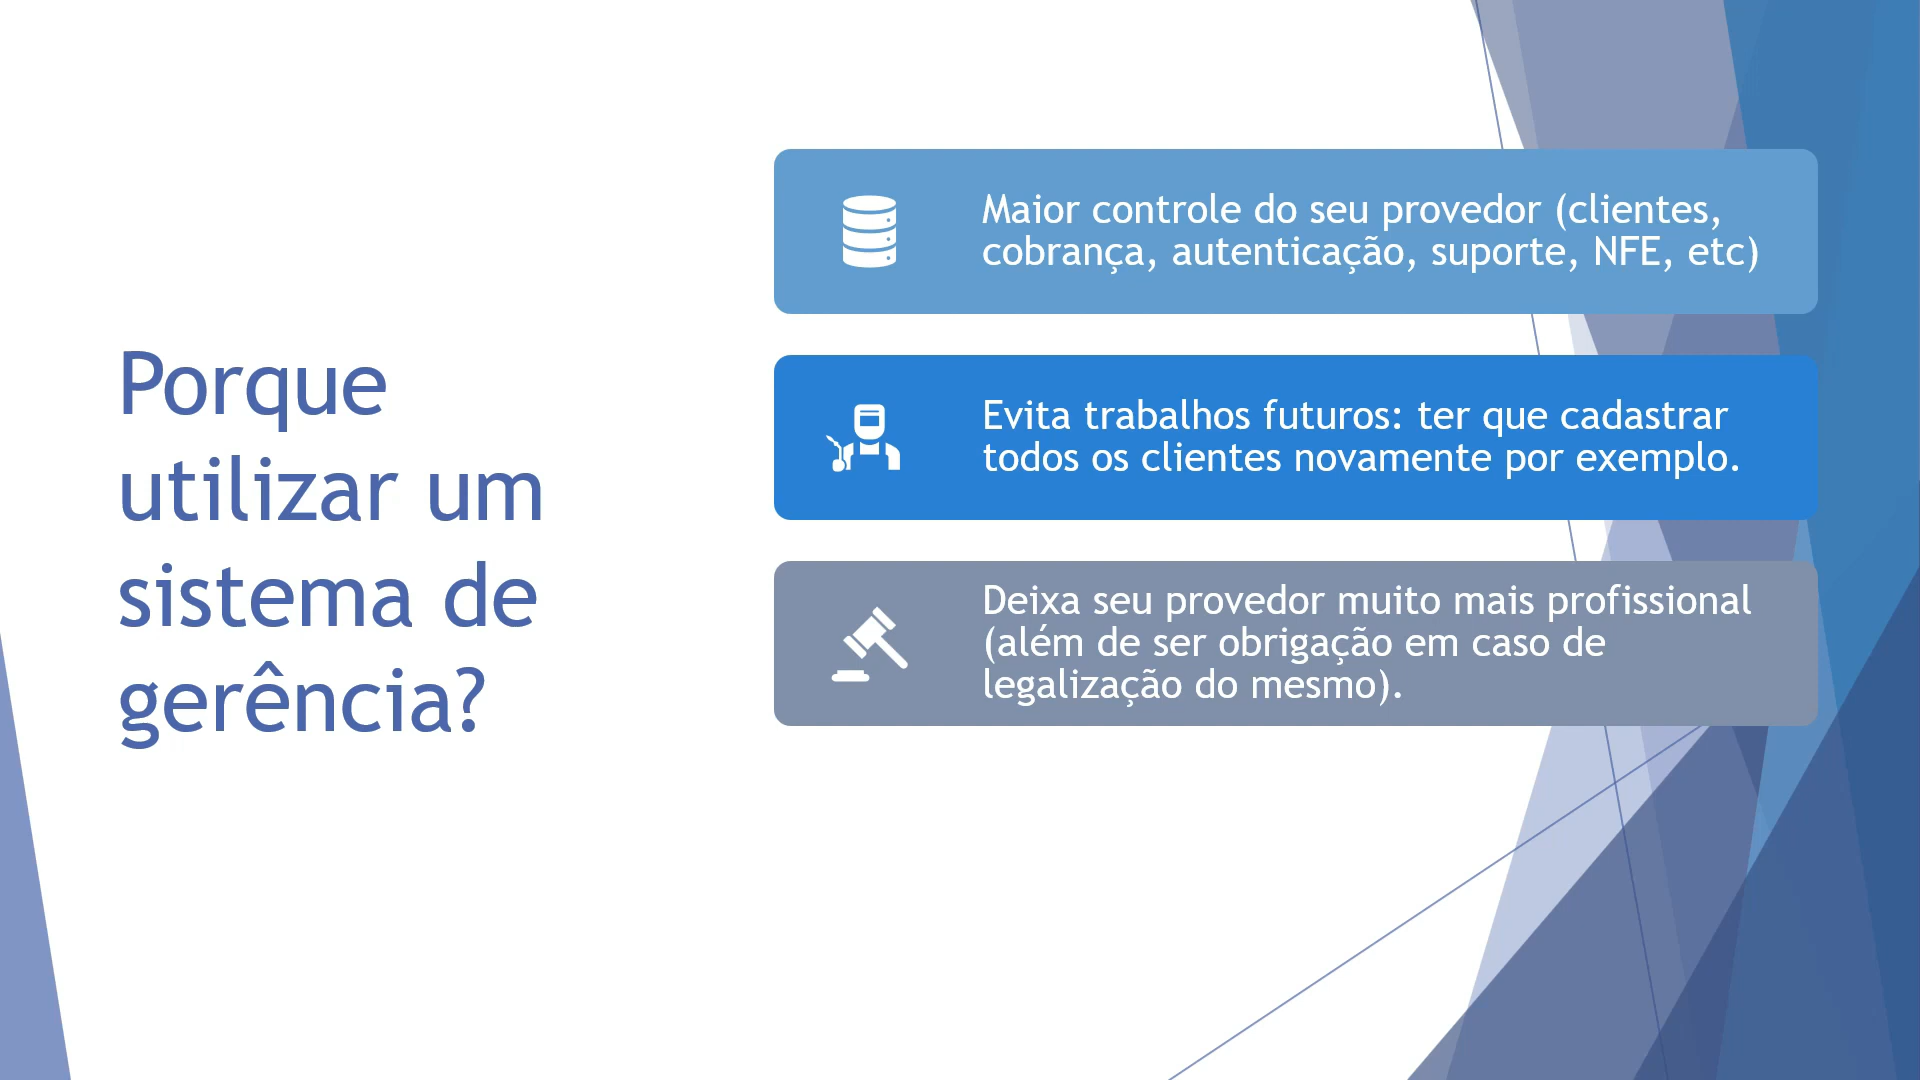 Porque
utilizar um
sistema de
gerência?
Maior controle do seu provedor (clientes,
cobrança, autenticação, suporte, NFE, etc)
Evita trabalhos futuros: ter que cadastrar
todos os clientes novamente por exemplo.
Deixa seu provedor muito mais profissional
(além de ser obrigação em caso de
legalização do mesmo).